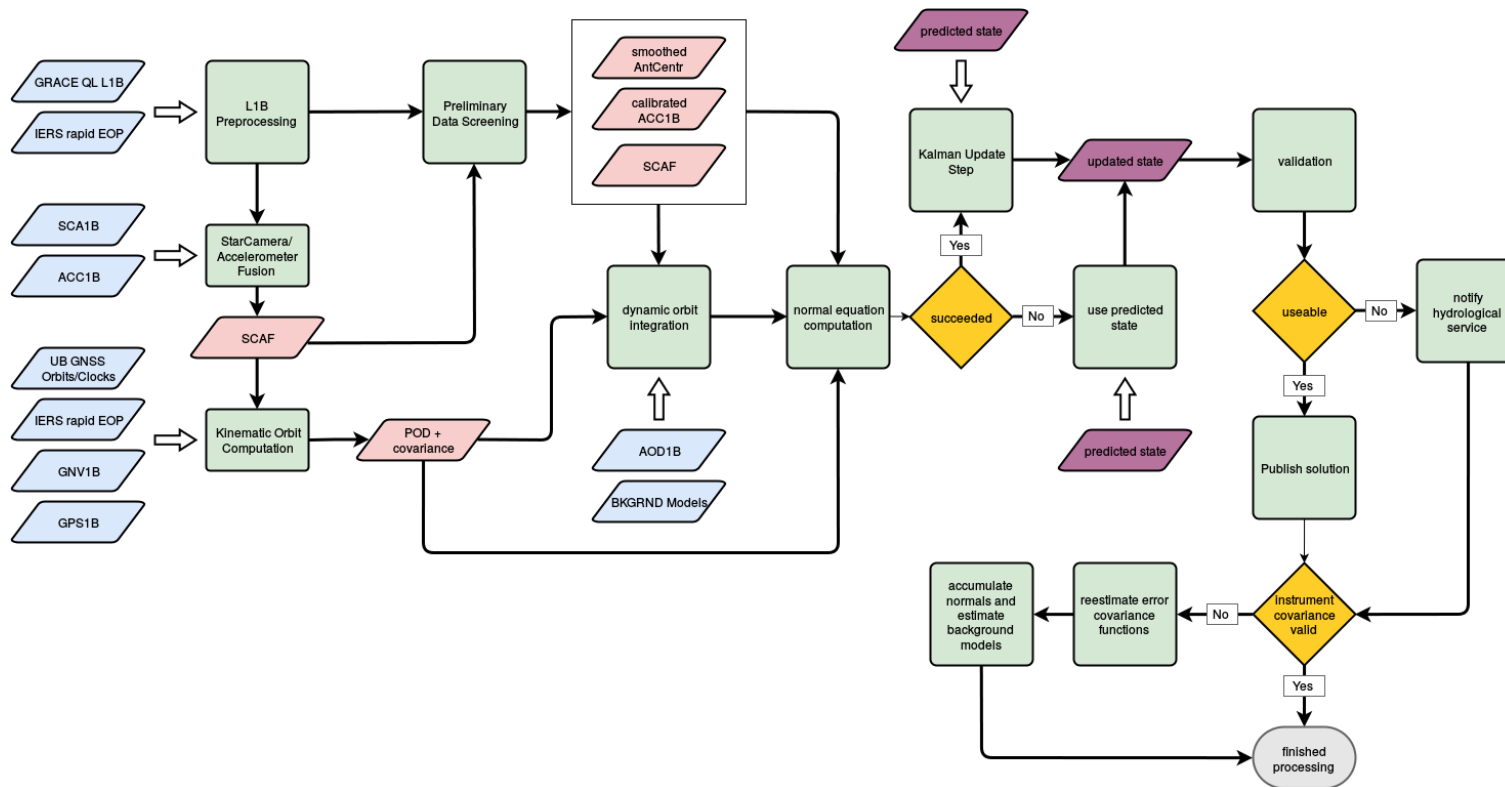 GRACE QL L1B
IERS rapid EOP
L1B
Preprocessing
Preliminary
Data Screening
smoothed
AntCentr
calibrated
ACC1B
SCAF
predicted state
Kalman Update
Step
updated state
validation
SCA1B
ACC1B
StarCamera/
Accelerometer
Fusion
SCAF
UB GNSS
Orbits/Clocks
IERS rapid EOP
GNV1B
GPS1B
Kinematic Orbit
Computation
POD +
covariance
dynamic orbit
integration
AOD1B
BKGRND Models
normal equation
computation
succeeded
Yes
No
use predicted
state
predicted state
useable
No
notify
hydrological
service
Yes
Publish solution
instrument
covariance
valid
No
reestimate error
covariance
functions
accumulate
normals and
estimate
background
models
Yes
finished
processing